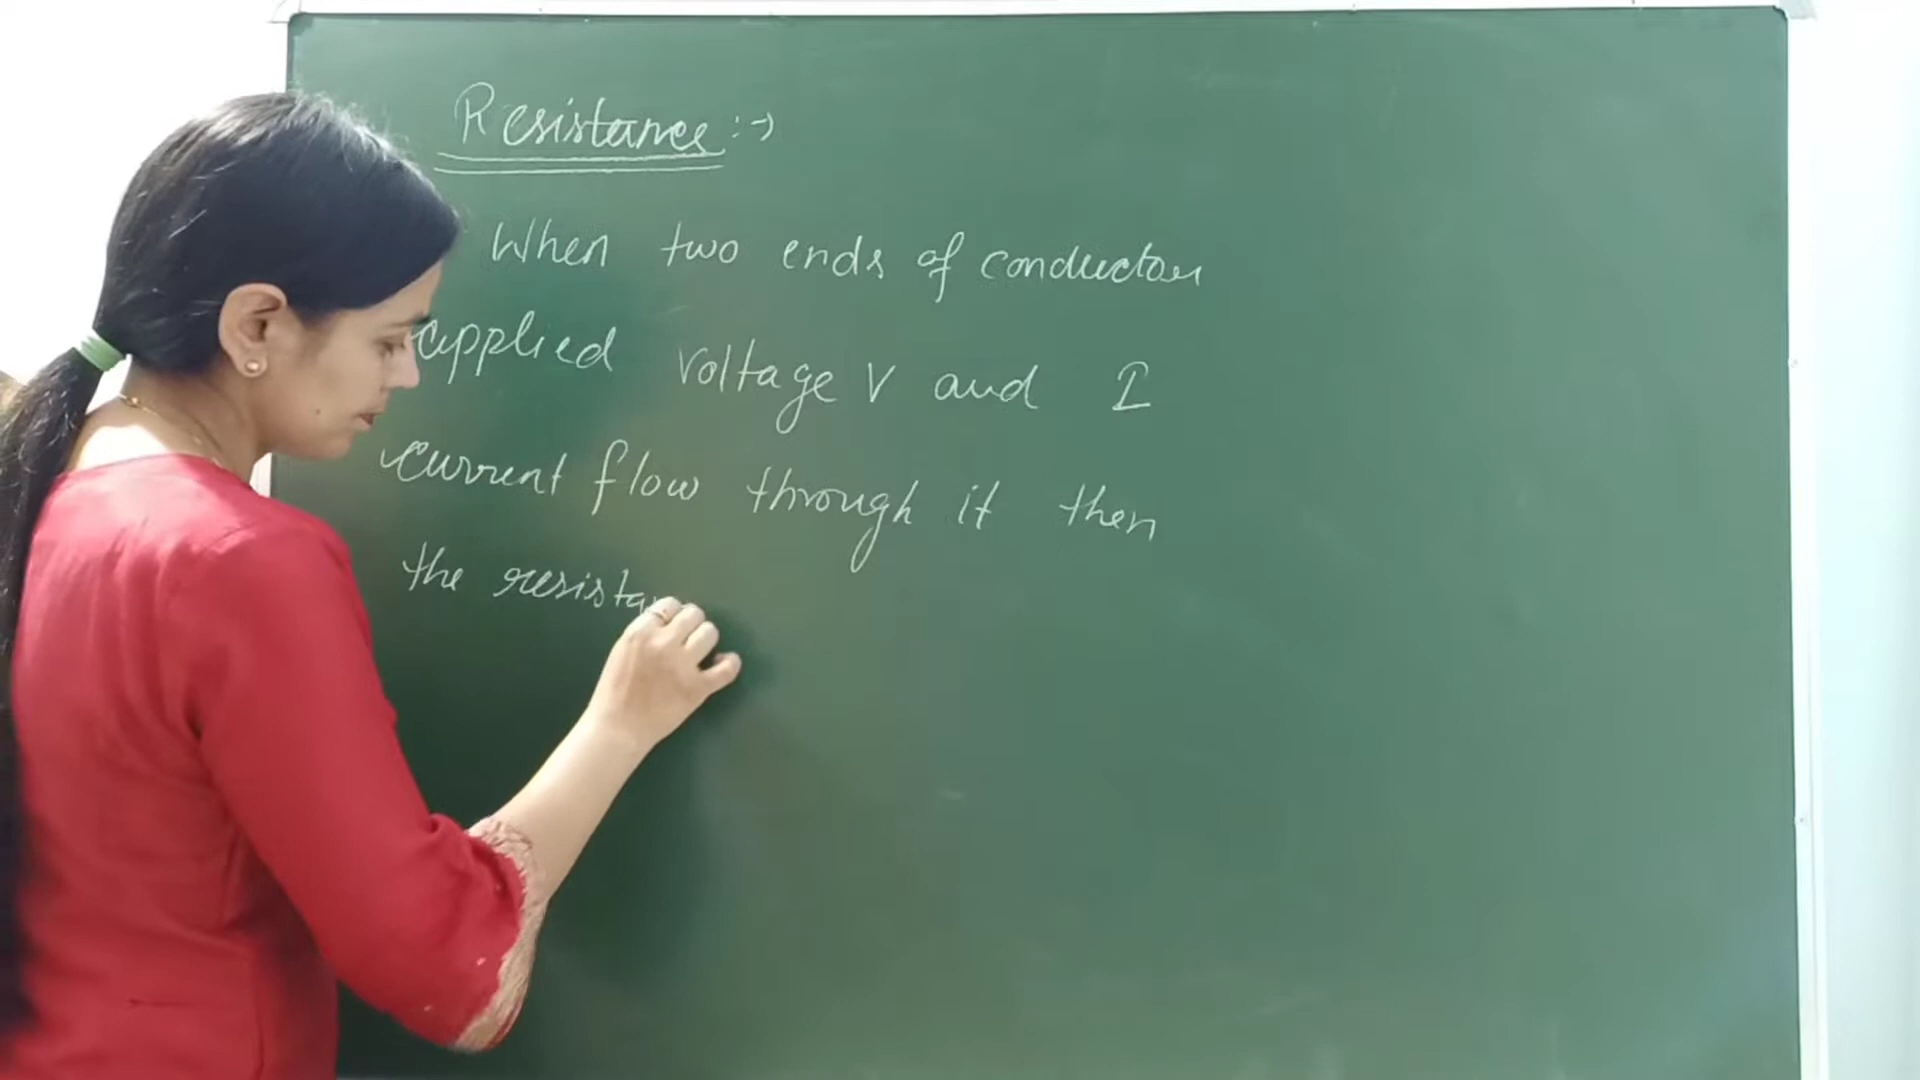 Resistance :->
When two ends of conductor
applied voltage V and I
current flow through it then
the resista